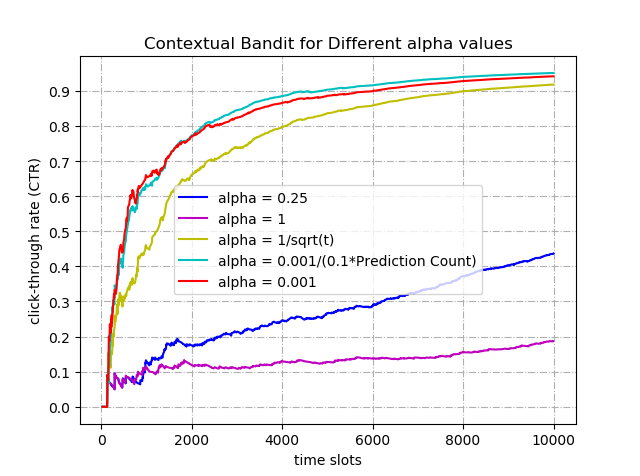 Contextual Bandit for Different alpha values
click-through rate (CTR)
0.9
0.8
0.7
0.6
0.5
0.4
0.3
0.2
0.1
0.0
alpha = 0.25
alpha = 1
alpha = 1/sqrt(t)
alpha = 0.001/(0.1*Prediction Count)
alpha = 0.001
0 2000 4000 6000 8000 10000
time slots